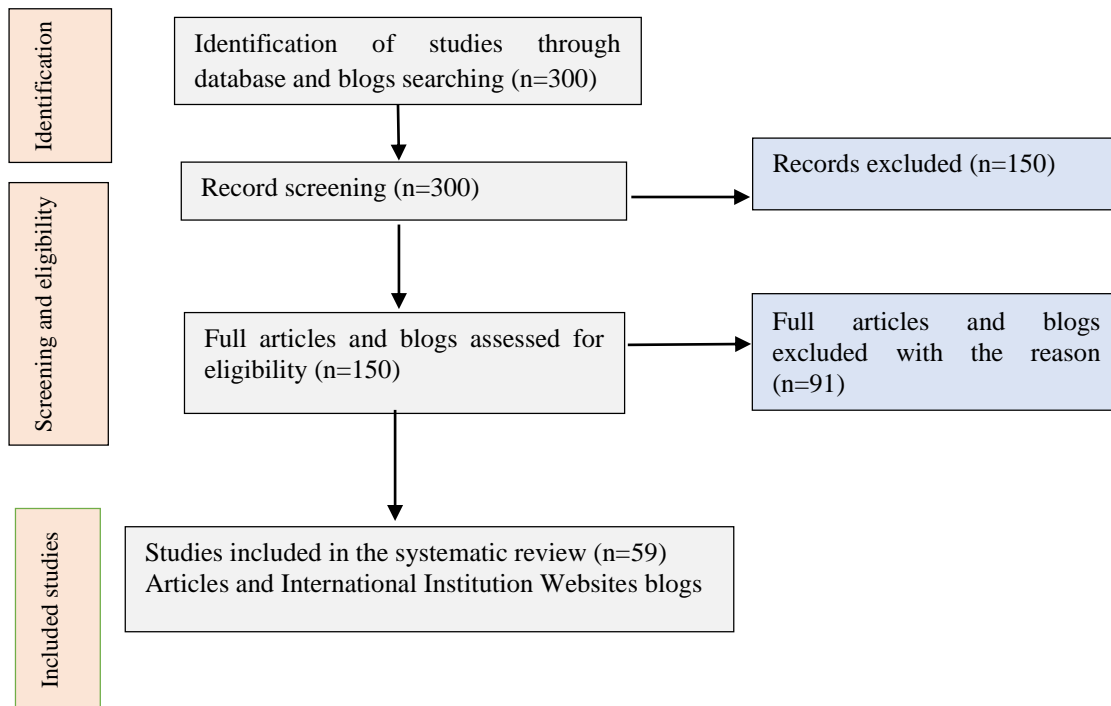 Identification
Identification of studies through
database and blogs searching (n=300)
Screening and eligibility
Record screening (n=300)
Records excluded (n=150)
Full articles and blogs assessed for
eligibility (n=150)
Full articles and blogs
excluded with the reason
(n=91)
Included studies
Studies included in the systematic review (n=59)
Articles and International Institution Websites blogs